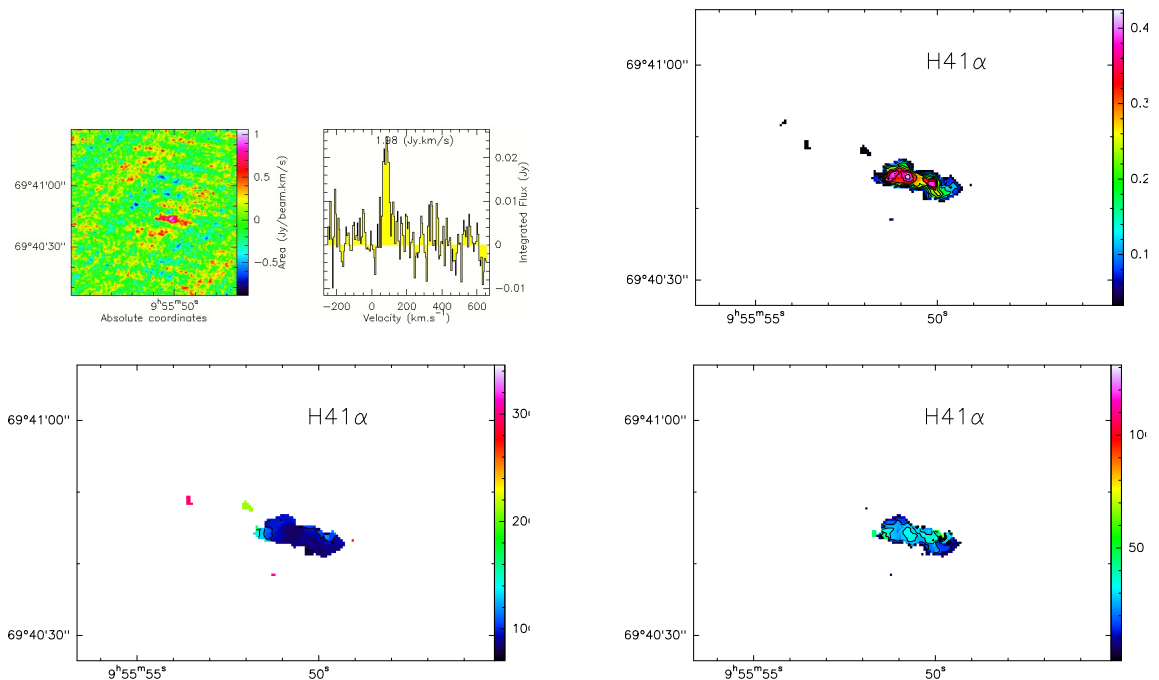 H41α
69°41'00"
69°40'30"
9ʰ55ᵐ55ˢ
50ˢ
0.4
0.3
0.2
0.1
1.98 (Jy.km/s)
69°41'00"
69°40'30"
9ʰ55ᵐ50ˢ
Absolute coordinates
1
0.5
0
−0.5
Area (Jy/beam.km/s)
−200
0
200
400
600
Velocity (km.s⁻¹)
0.02
0.01
0
−0.01
Integrated Flux (Jy)
H41α
69°41'00"
69°40'30"
9ʰ55ᵐ55ˢ
50ˢ
H41α
69°41'00"
69°40'30"
9ʰ55ᵐ55ˢ
50ˢ
50